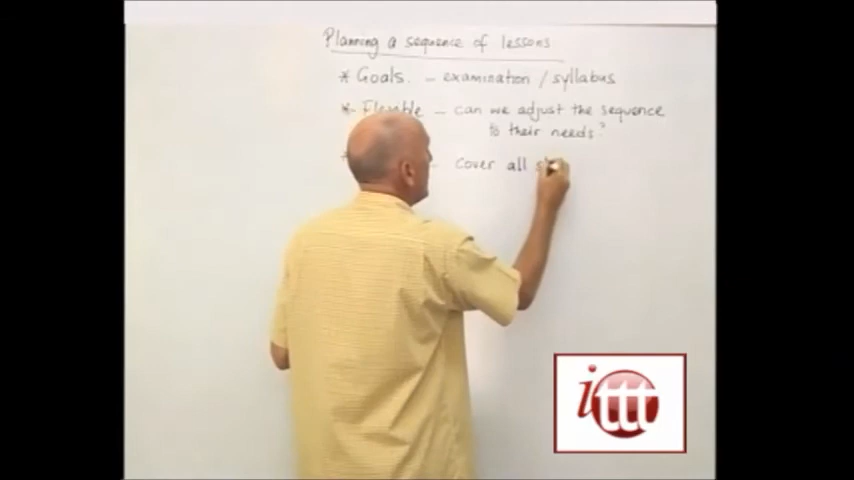 Planning a sequence of lessons
* Goals. – examination / syllabus
* Flexible – can we adjust the sequence
to their needs?
* – cover all
ittt